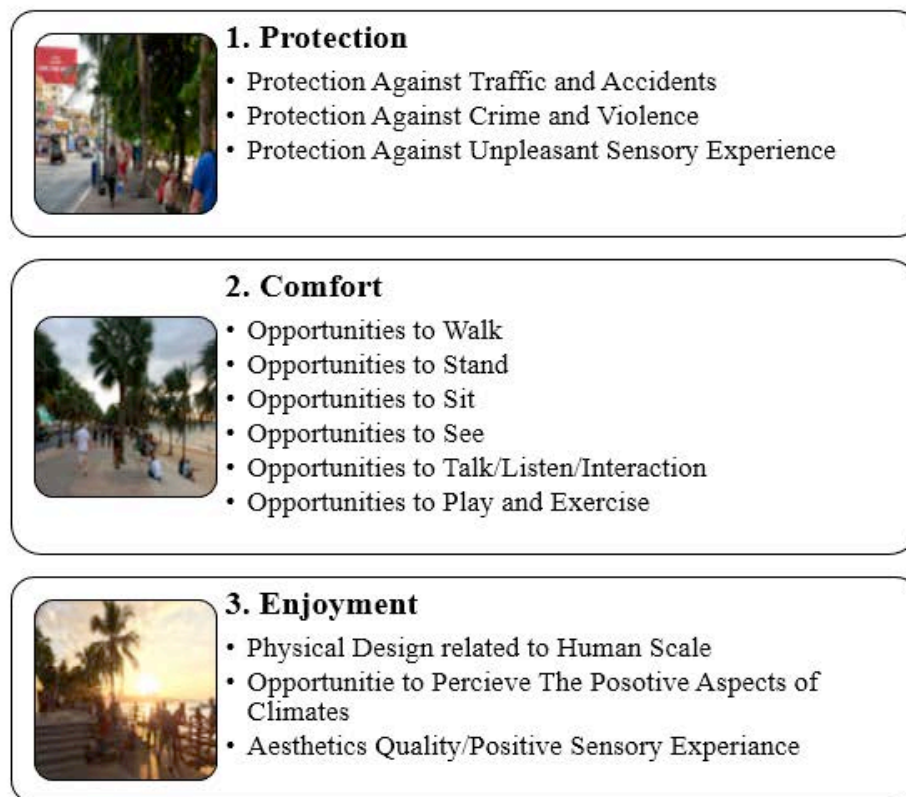 1. Protection
• Protection Against Traffic and Accidents
• Protection Against Crime and Violence
• Protection Against Unpleasant Sensory Experience
2. Comfort
• Opportunities to Walk
• Opportunities to Stand
• Opportunities to Sit
• Opportunities to See
• Opportunities to Talk/Listen/Interaction
• Opportunities to Play and Exercise
3. Enjoyment
• Physical Design related to Human Scale
• Opportunitie to Percieve The Posotive Aspects of
Climates
• Aesthetics Quality/Positive Sensory Experiance